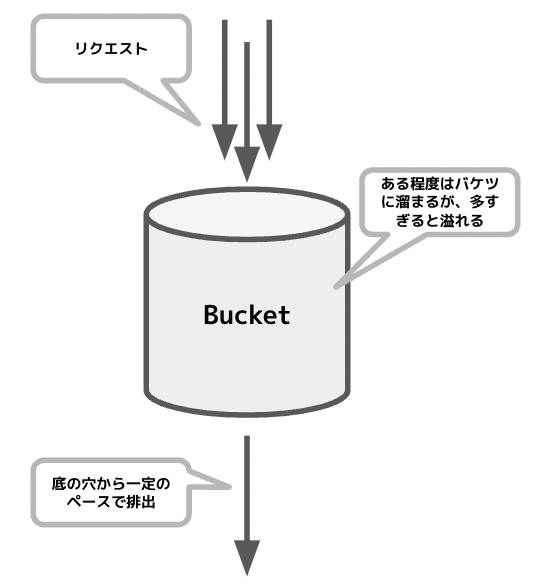 リクエスト
ある程度はバケツ
に溜まるが、多す
ぎると溢れる
Bucket
底の穴から一定の
ペースで排出